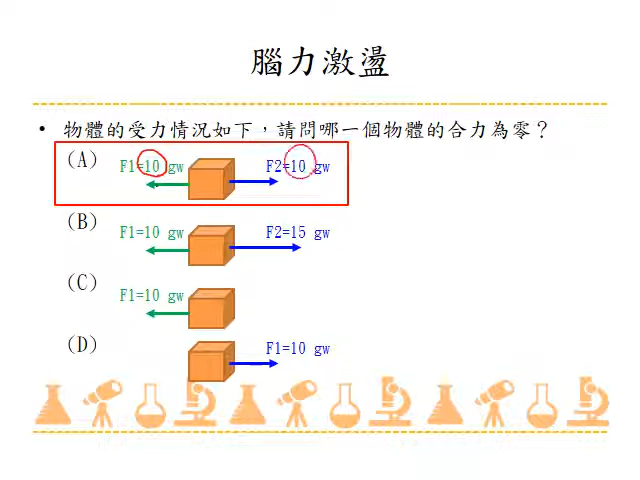 腦力激盪
• 物體的受力情況如下，請問哪一個物體的合力為零？
(A) F1=10 gw F2=10 gw
(B) F1=10 gw F2=15 gw
(C) F1=10 gw
(D) F1=10 gw